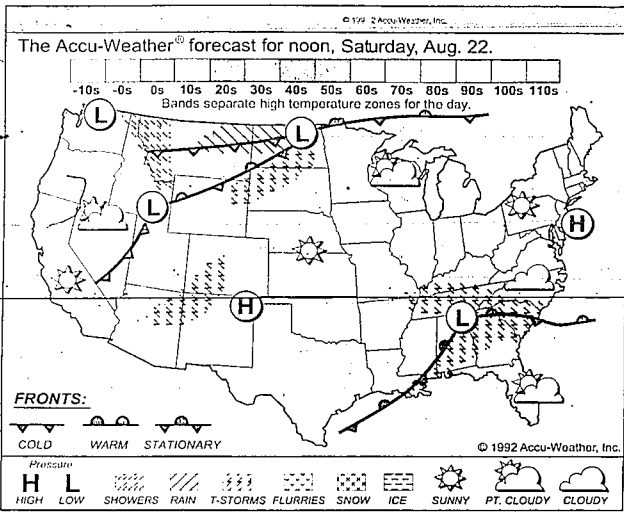 © 199 2 Accu-Weather, Inc.
The Accu-Weather® forecast for noon, Saturday, Aug. 22.
-10s -0s 0s 10s 20s 30s 40s 50s 60s 70s 80s 90s 100s 110s
Bands separate high temperature zones for the day.
L
L
L
H
H
L
FRONTS:
COLD WARM STATIONARY
© 1992 Accu-Weather, Inc.
Pressure
H L
HIGH LOW SHOWERS RAIN T-STORMS FLURRIES SNOW ICE SUNNY PT. CLOUDY CLOUDY